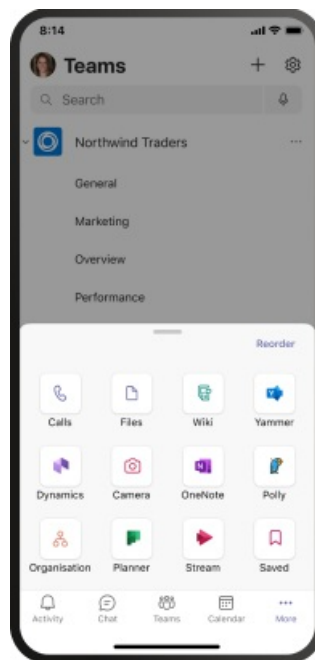 8:14
Teams
Search
Northwind Traders
General
Marketing
Overview
Performance
Reorder
Calls Files Wiki Yammer
Dynamics Camera OneNote Polly
Organisation Planner Stream Saved
Activity Chat Teams Calendar More